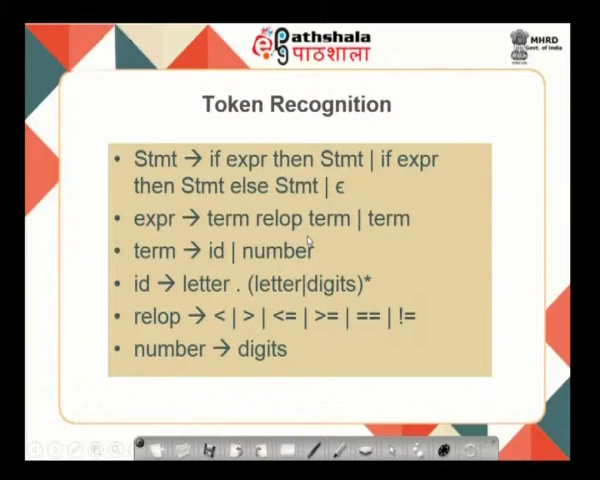 Pathshala
पाठशाला
MHRD
Govt. of India
Token Recognition
• Stmt → if expr then Stmt | if expr
then Stmt else Stmt | ϵ
• expr → term relop term | term
• term → id | number
• id → letter . (letter|digits)*
• relop → < | > | <= | >= | == | !=
• number → digits